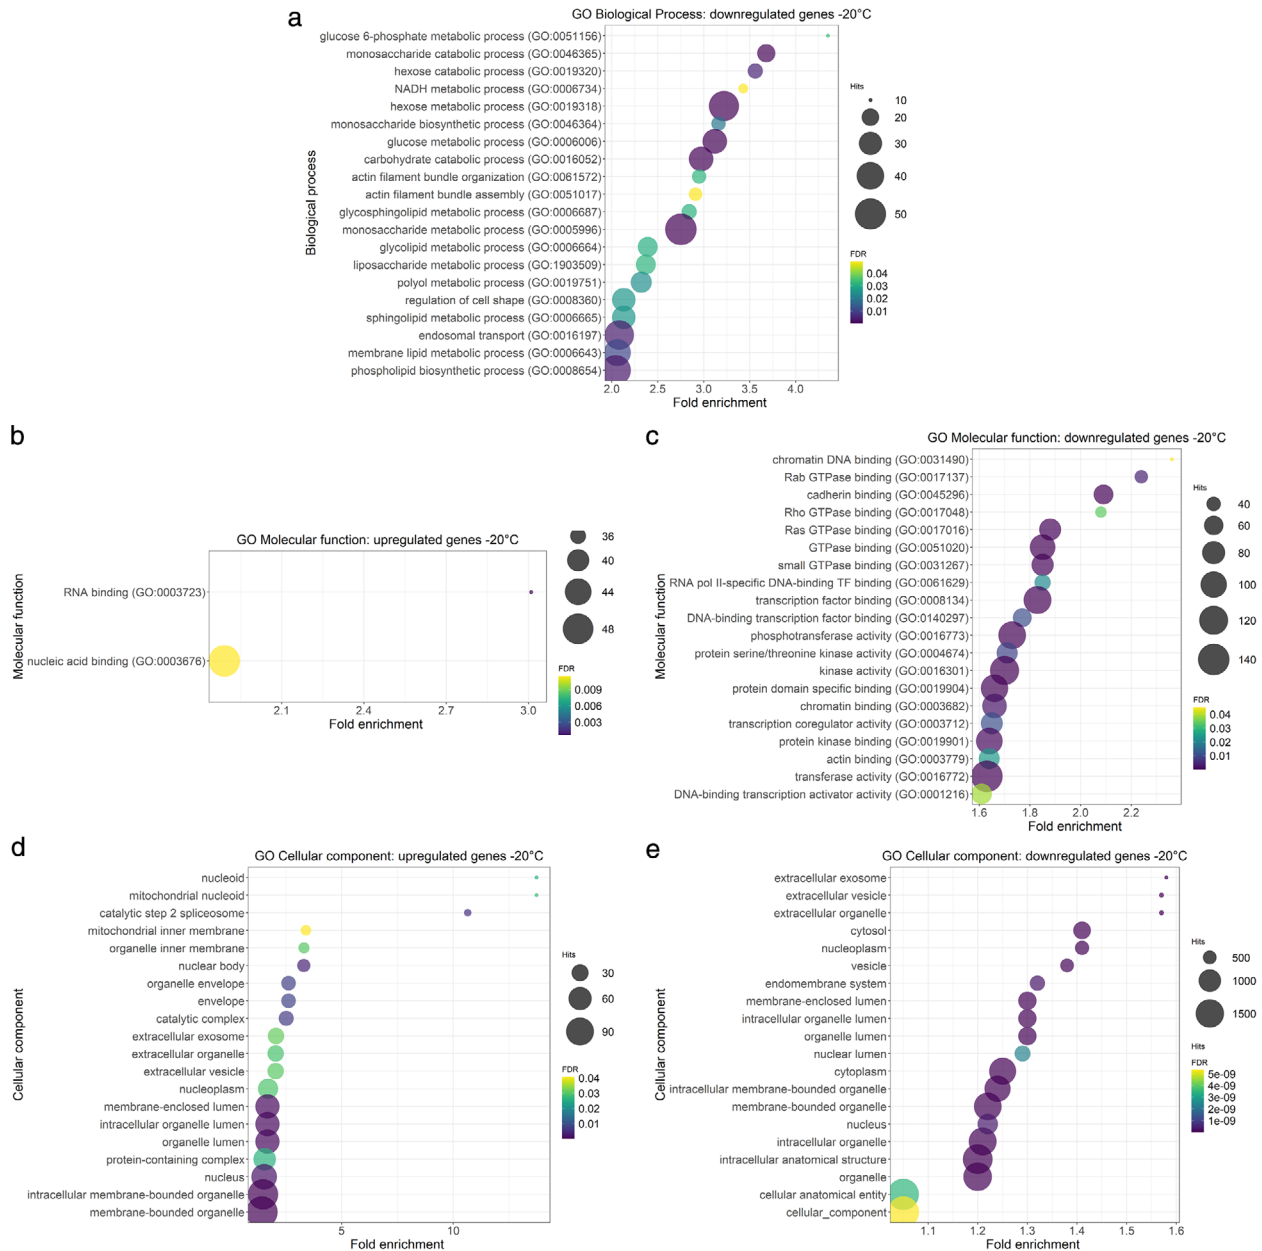 a
GO Biological Process: downregulated genes -20°C
Biological process
glucose 6-phosphate metabolic process (GO:0051156)
monosaccharide catabolic process (GO:0046365)
hexose catabolic process (GO:0019320)
NADH metabolic process (GO:0006734)
hexose metabolic process (GO:0019318)
monosaccharide biosynthetic process (GO:0046364)
glucose metabolic process (GO:0006006)
carbohydrate catabolic process (GO:0016052)
actin filament bundle organization (GO:0061572)
actin filament bundle assembly (GO:0051017)
glycosphingolipid metabolic process (GO:0006687)
monosaccharide metabolic process (GO:0005996)
glycolipid metabolic process (GO:0006664)
liposaccharide metabolic process (GO:1903509)
polyol metabolic process (GO:0019751)
regulation of cell shape (GO:0008360)
sphingolipid metabolic process (GO:0006665)
endosomal transport (GO:0016197)
membrane lipid metabolic process (GO:0006643)
phospholipid biosynthetic process (GO:0008654)
2.0 2.5 3.0 3.5 4.0
Fold enrichment
Hits
10
20
30
40
50
FDR
0.04
0.03
0.02
0.01
b
GO Molecular function: upregulated genes -20°C
Molecular function
RNA binding (GO:0003723)
nucleic acid binding (GO:0003676)
2.1 2.4 2.7 3.0
Fold enrichment
36
40
44
48
FDR
0.009
0.006
0.003
c
GO Molecular function: downregulated genes -20°C
Molecular function
chromatin DNA binding (GO:0031490)
Rab GTPase binding (GO:0017137)
cadherin binding (GO:0045296)
Rho GTPase binding (GO:0017048)
Ras GTPase binding (GO:0017016)
GTPase binding (GO:0051020)
small GTPase binding (GO:0031267)
RNA pol II-specific DNA-binding TF binding (GO:0061629)
transcription factor binding (GO:0008134)
DNA-binding transcription factor binding (GO:0140297)
phosphotransferase activity (GO:0016773)
protein serine/threonine kinase activity (GO:0004674)
kinase activity (GO:0016301)
protein domain specific binding (GO:0019904)
chromatin binding (GO:0003682)
transcription coregulator activity (GO:0003712)
protein kinase binding (GO:0019901)
actin binding (GO:0003779)
transferase activity (GO:0016772)
DNA-binding transcription activator activity (GO:0001216)
1.6 1.8 2.0 2.2
Fold enrichment
Hits
40
60
80
100
120
140
FDR
0.04
0.03
0.02
0.01
d
GO Cellular component: upregulated genes -20°C
Cellular component
nucleoid
mitochondrial nucleoid
catalytic step 2 spliceosome
mitochondrial inner membrane
organelle inner membrane
nuclear body
organelle envelope
envelope
catalytic complex
extracellular exosome
extracellular organelle
extracellular vesicle
nucleoplasm
membrane-enclosed lumen
intracellular organelle lumen
organelle lumen
protein-containing complex
nucleus
intracellular membrane-bounded organelle
membrane-bounded organelle
5 10
Fold enrichment
Hits
30
60
90
FDR
0.04
0.03
0.02
0.01
e
GO Cellular component: downregulated genes -20°C
Cellular component
extracellular exosome
extracellular vesicle
extracellular organelle
cytosol
nucleoplasm
vesicle
endomembrane system
membrane-enclosed lumen
intracellular organelle lumen
organelle lumen
nuclear lumen
cytoplasm
intracellular membrane-bounded organelle
membrane-bounded organelle
nucleus
intracellular organelle
intracellular anatomical structure
organelle
cellular anatomical entity
cellular_component
1.1 1.2 1.3 1.4 1.5 1.6
Fold enrichment
Hits
500
1000
1500
Hits
FDR
5e-09
4e-09
3e-09
2e-09
1e-09